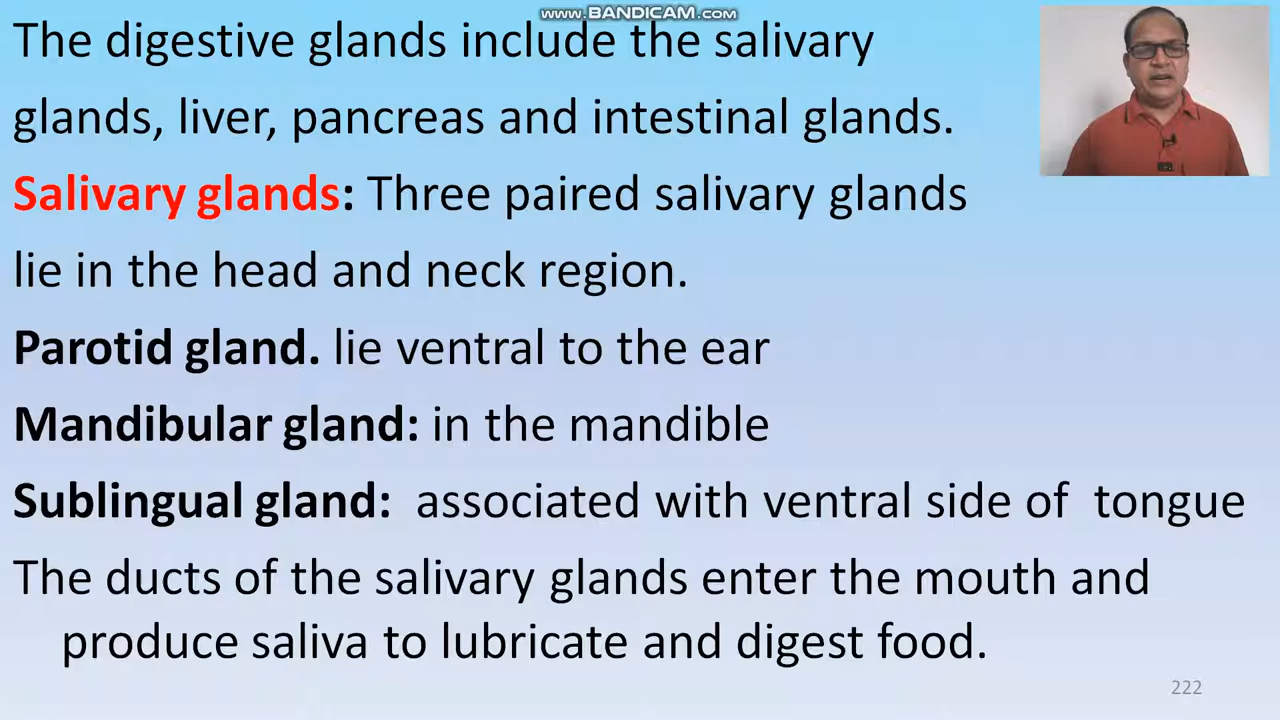 www.BANDICAM.com
The digestive glands include the salivary
glands, liver, pancreas and intestinal glands.
Salivary glands: Three paired salivary glands
lie in the head and neck region.
Parotid gland. lie ventral to the ear
Mandibular gland: in the mandible
Sublingual gland: associated with ventral side of tongue
The ducts of the salivary glands enter the mouth and
produce saliva to lubricate and digest food.
222